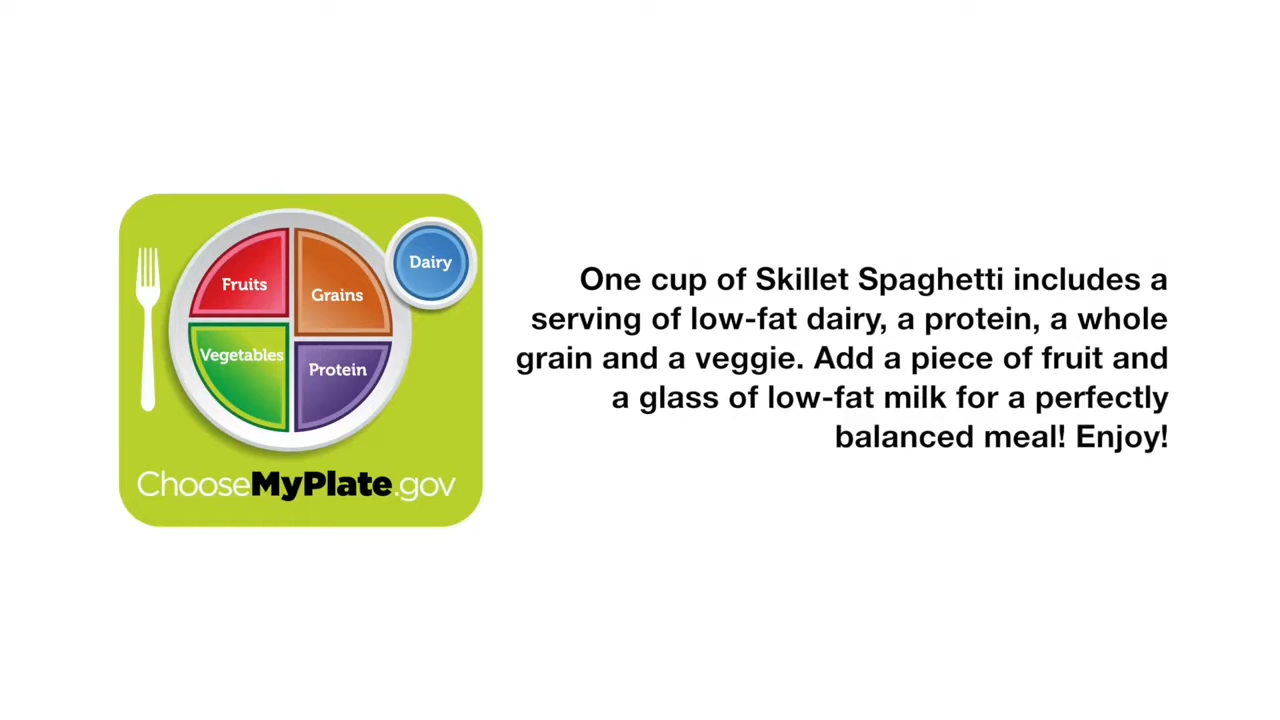 Fruits
Grains
Dairy
Vegetables
Protein
ChooseMyPlate.gov
One cup of Skillet Spaghetti includes a
serving of low-fat dairy, a protein, a whole
grain and a veggie. Add a piece of fruit and
a glass of low-fat milk for a perfectly
balanced meal! Enjoy!